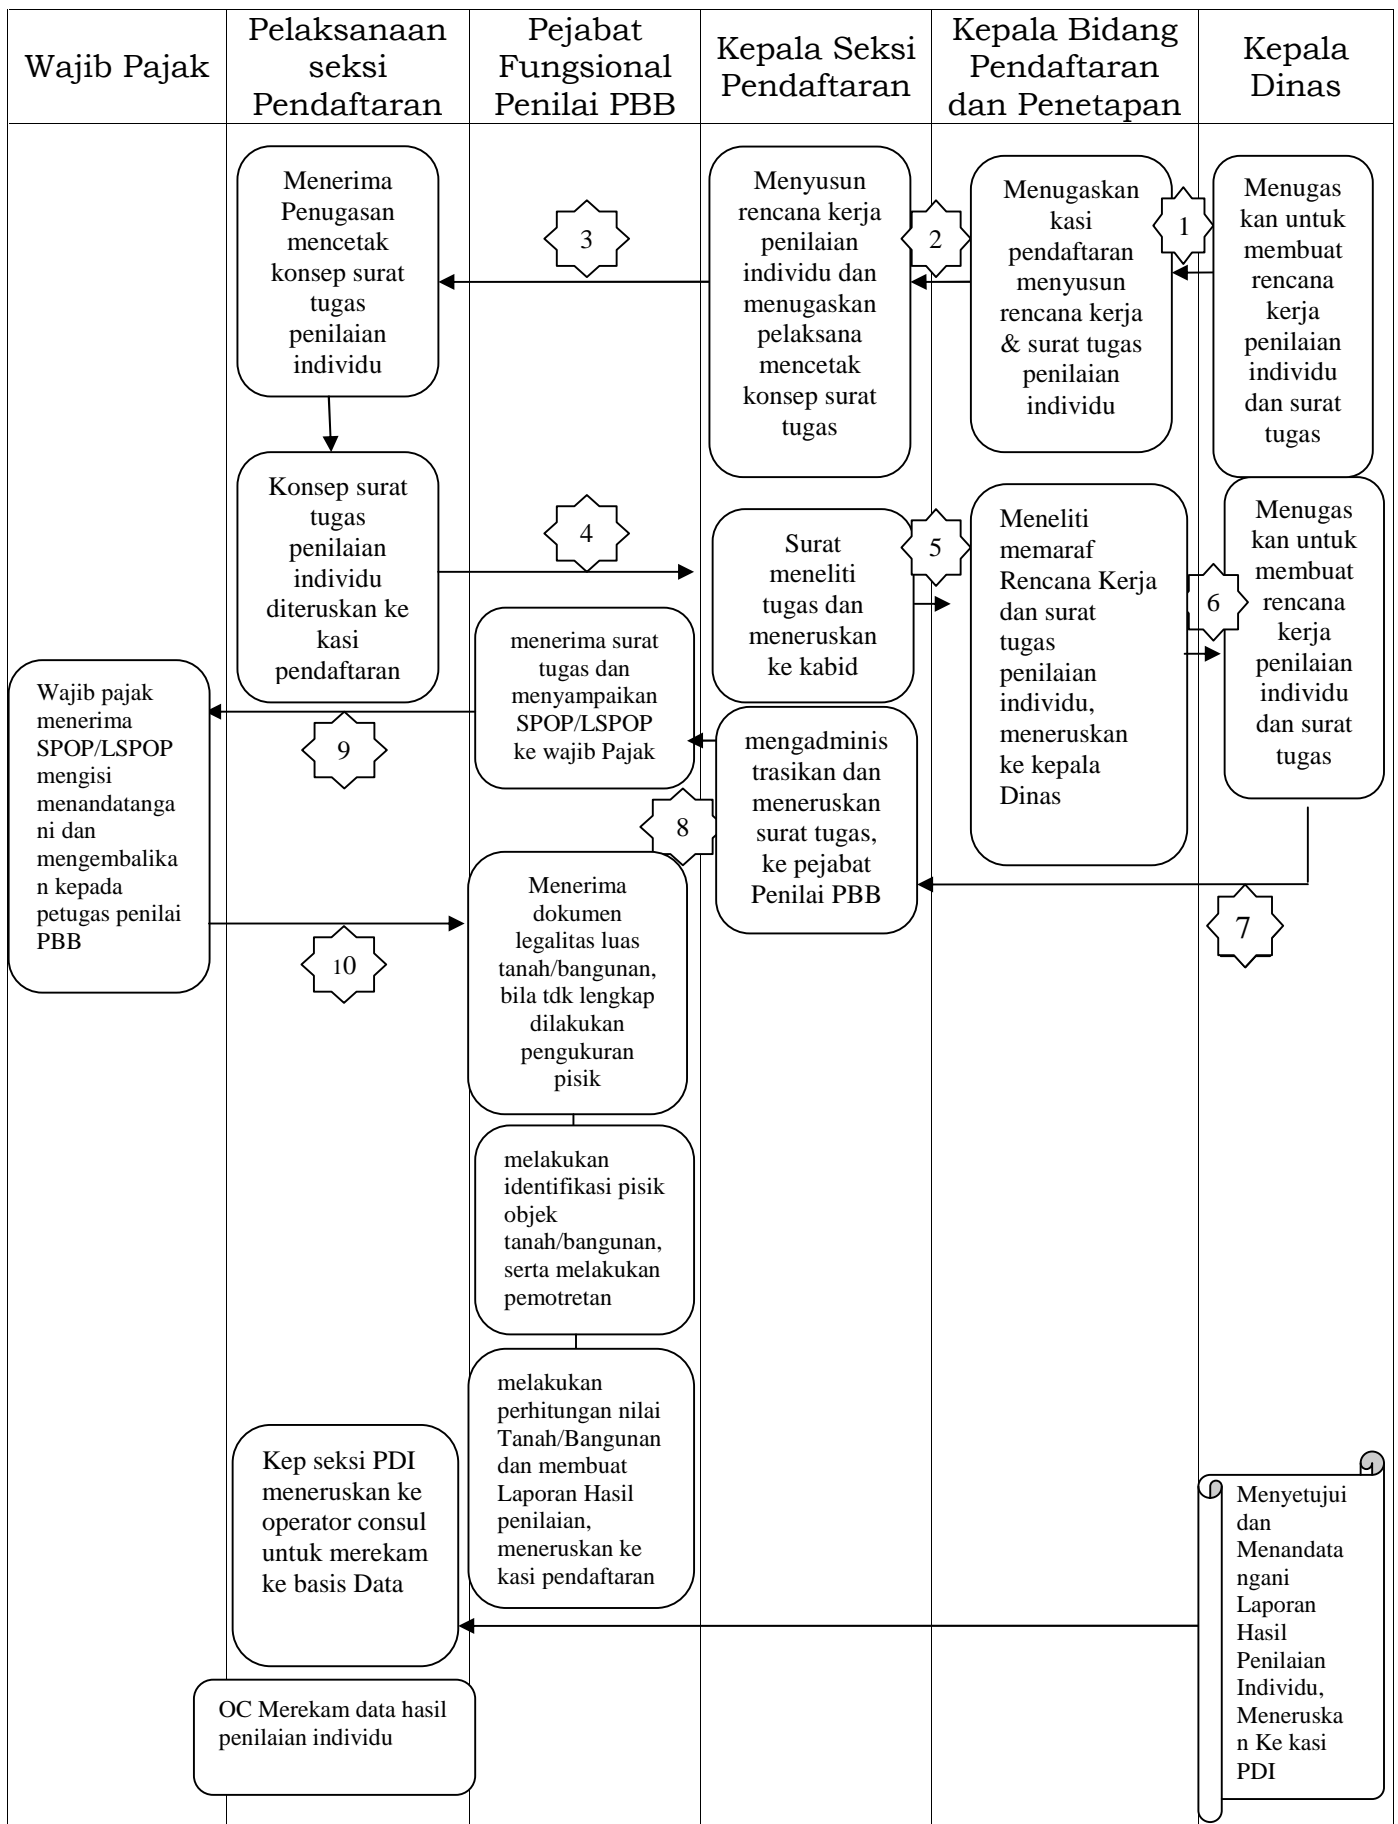 Wajib Pajak
Pelaksanaan
seksi
Pendaftaran
Pejabat
Fungsional
Penilai PBB
Kepala Seksi
Pendaftaran
Kepala Bidang
Pendaftaran
dan Penetapan
Kepala
Dinas
Menerima
Penugasan
mencetak
konsep surat
tugas
penilaian
individu
3
Menyusun
rencana kerja
penilaian
individu dan
menugaskan
pelaksana
mencetak
konsep surat
tugas
2
Menugaskan
kasi
pendaftaran
menyusun
rencana kerja
& surat tugas
penilaian
individu
1
Menugas
kan untuk
membuat
rencana
kerja
penilaian
individu
dan surat
tugas
Konsep surat
tugas
penilaian
individu
diteruskan ke
kasi
pendaftaran
4
Surat
meneliti
tugas dan
meneruskan
ke kabid
5
Meneliti
memaraf
Rencana Kerja
dan surat
tugas
penilaian
individu,
meneruskan
ke kepala
Dinas
6
Menugas
kan untuk
membuat
rencana
kerja
penilaian
individu
dan surat
tugas
menerima surat
tugas dan
menyampaikan
SPOP/LSPOP
ke wajib Pajak
Wajib pajak
menerima
SPOP/LSPOP
mengisi
menandatanga
ni dan
mengembalika
n kepada
petugas penilai
PBB
9
8
mengadminis
trasikan dan
meneruskan
surat tugas,
ke pejabat
Penilai PBB
7
10
Menerima
dokumen
legalitas luas
tanah/bangunan,
bila tdk lengkap
dilakukan
pengukuran
pisik
melakukan
identifikasi pisik
objek
tanah/bangunan,
serta melakukan
pemotretan
melakukan
perhitungan nilai
Tanah/Bangunan
dan membuat
Laporan Hasil
penilaian,
meneruskan ke
kasi pendaftaran
Kep seksi PDI
meneruskan ke
operator consul
untuk merekam
ke basis Data
Menyetujui
dan
Menandata
ngani
Laporan
Hasil
Penilaian
Individu,
Meneruska
n Ke kasi
PDI
OC Merekam data hasil
penilaian individu